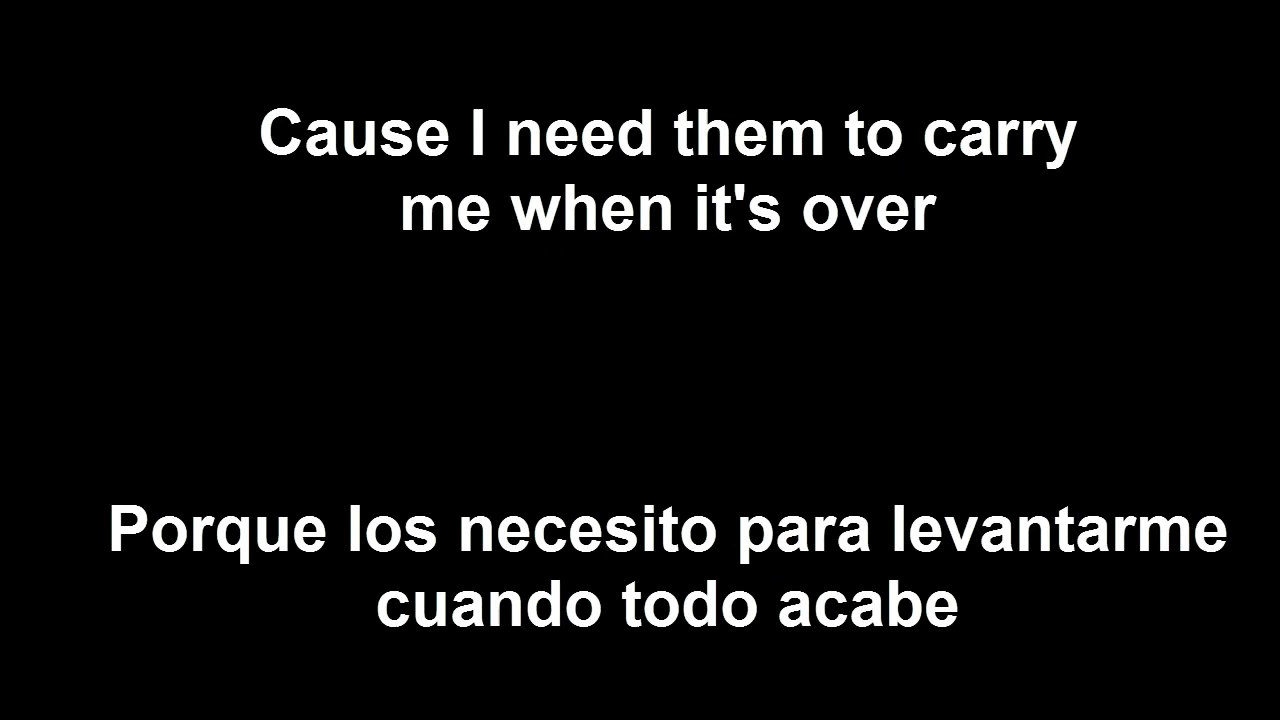 Cause I need them to carry
me when it's over
Porque los necesito para levantarme
cuando todo acabe